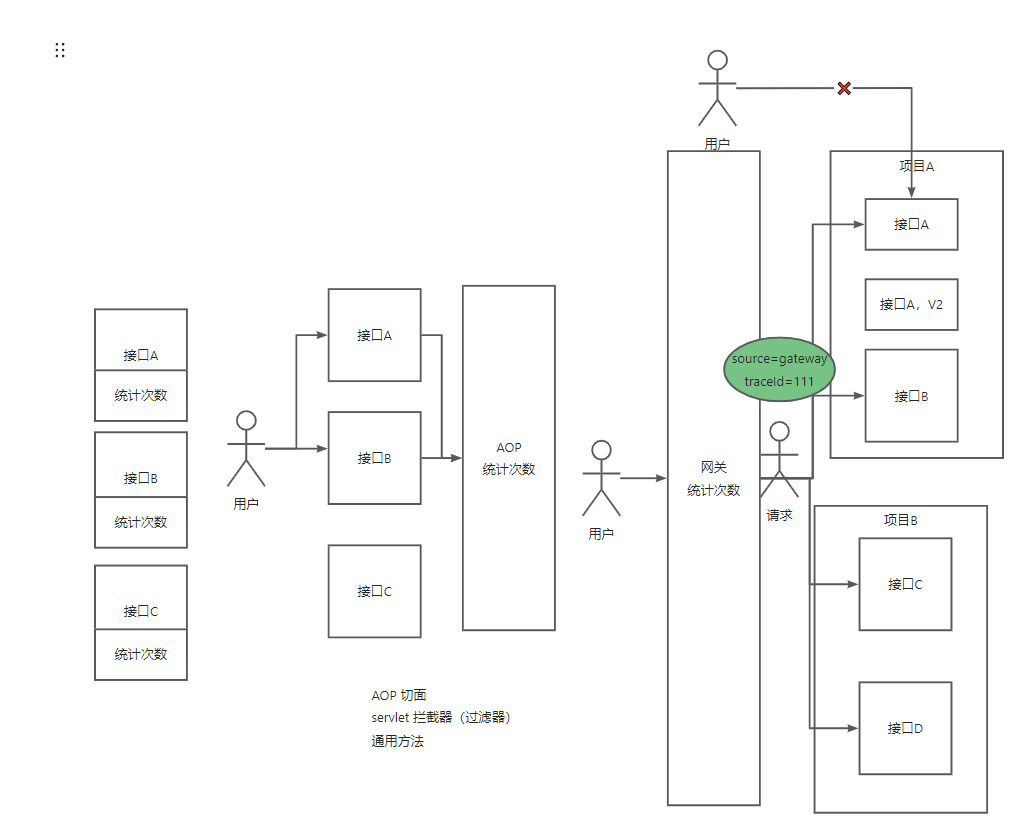 接口A
统计次数
接口B
统计次数
接口C
统计次数
用户
接口A
接口B
接口C
AOP
统计次数
AOP 切面
servlet 拦截器（过滤器）
通用方法
用户
用户
网关
统计次数
source=gateway
traceId=111
请求
项目A
接口A
接口A，V2
接口B
项目B
接口C
接口D